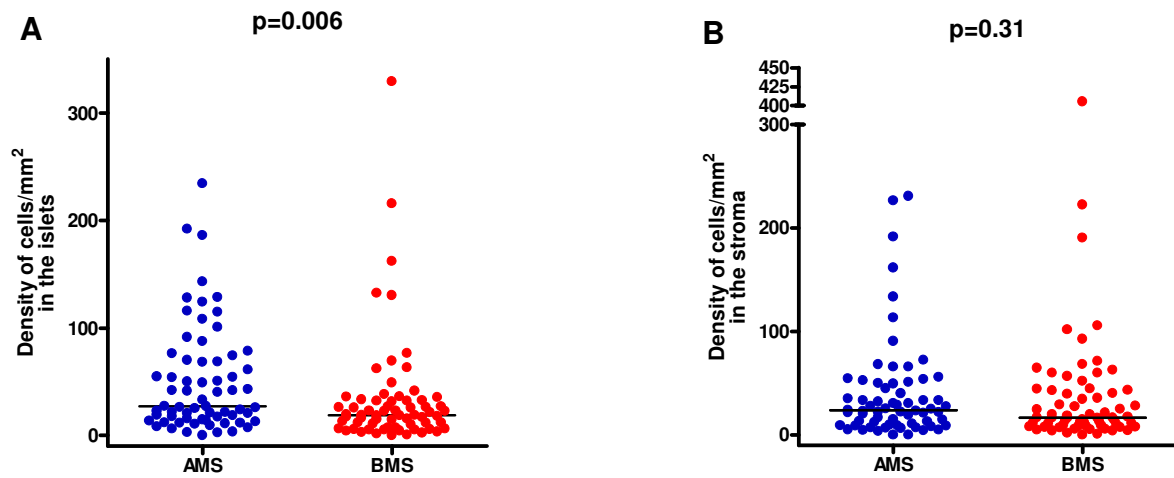 A
p=0.006
Density of cells/mm²
in the islets
300
200
100
0
AMS
BMS
B
p=0.31
Density of cells/mm²
in the stroma
450
425
400
300
200
100
0
AMS
BMS